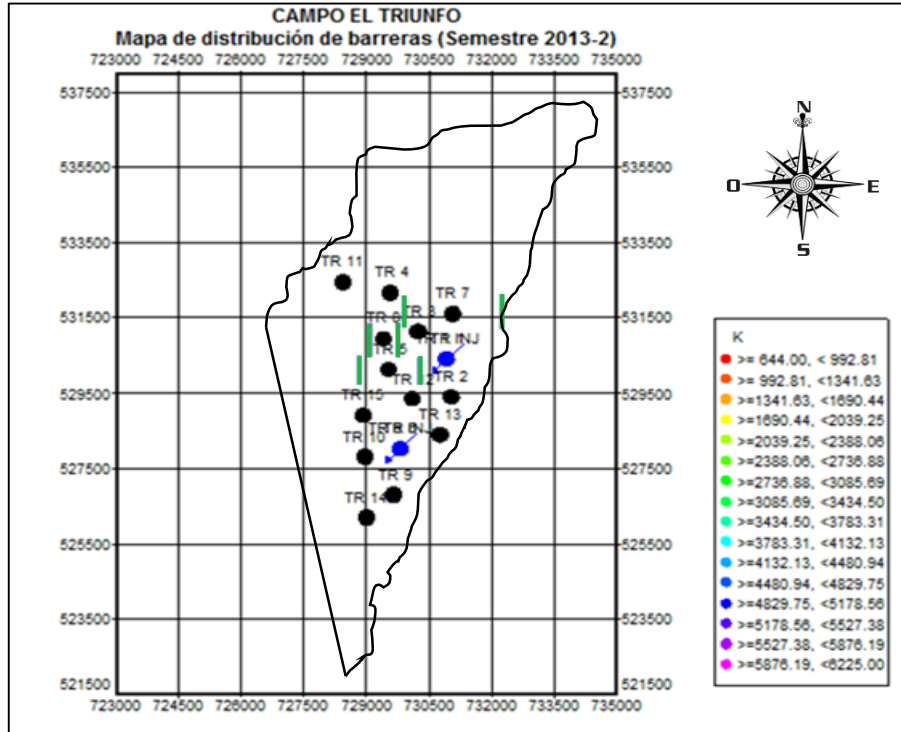 CAMPO EL TRIUNFO
Mapa de distribución de barreras (Semestre 2013-2)
723000 724500 726000 727500 729000 730500 732000 733500 735000
537500 537500
535500 535500
533500 533500
531500 531500
529500 529500
527500 527500
525500 525500
523500 523500
521500 521500
723000 724500 726000 727500 729000 730500 732000 733500 735000
TR 11
TR 4
TR 7
TR
TR
INJ
TR 2
TR 15
TR 13
TR 10
TR 9
TR 14
N
O
E
S
K
>= 644.00, < 992.81
>= 992.81, <1341.63
>=1341.63, <1690.44
>=1690.44, <2039.25
>=2039.25, <2388.06
>=2388.06, <2736.88
>=2736.88, <3085.69
>=3085.69, <3434.50
>=3434.50, <3783.31
>=3783.31, <4132.13
>=4132.13, <4480.94
>=4480.94, <4829.75
>=4829.75, <5178.56
>=5178.56, <5527.38
>=5527.38, <5876.19
>=5876.19, <6225.00